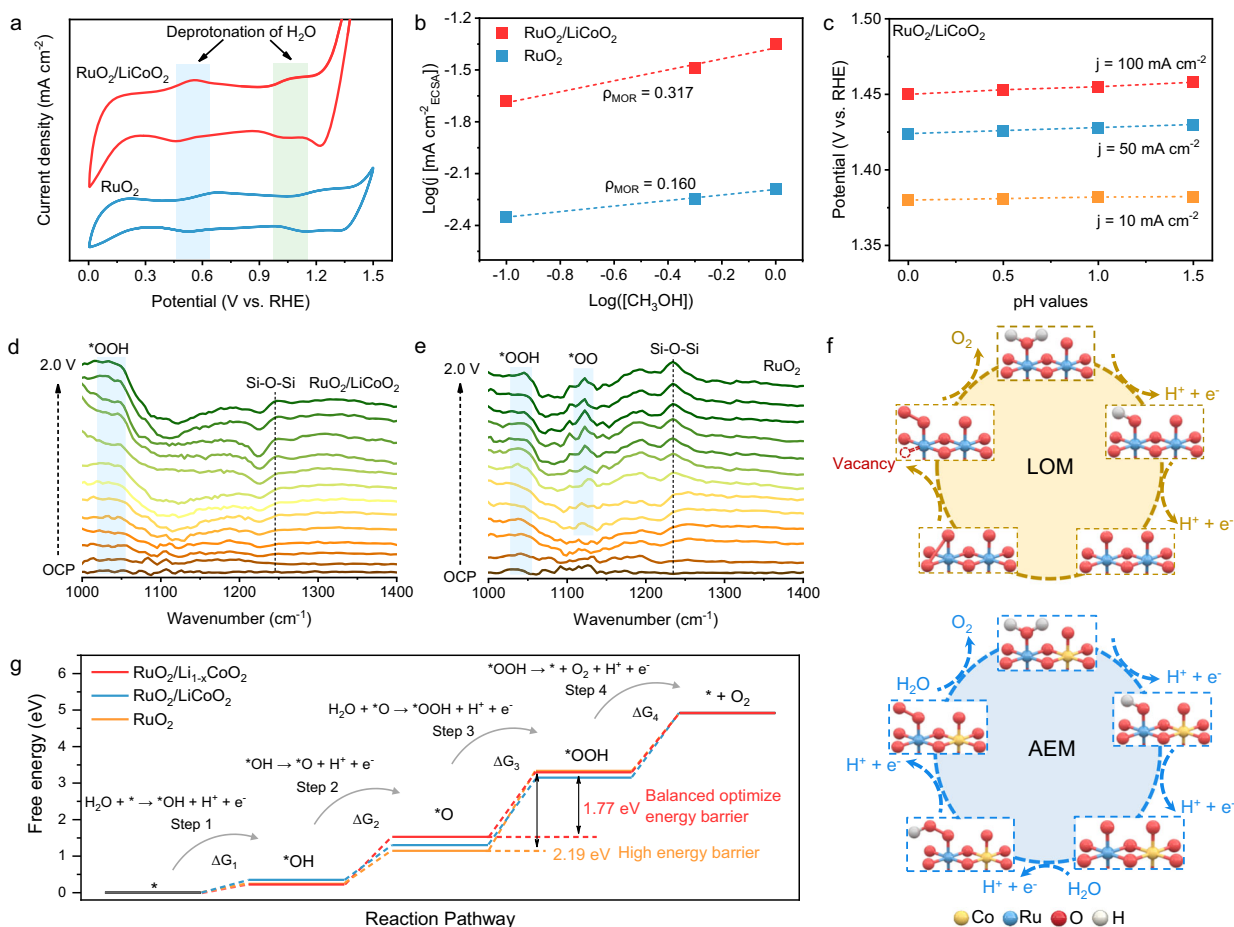 a
Current density (mA cm⁻²)
Deprotonation of H₂O
RuO₂/LiCoO₂
RuO₂
0.0 0.3 0.6 0.9 1.2 1.5
Potential (V vs. RHE)
b
Log(j [mA cm⁻²ECSA])
-1.2
-1.5
-1.8
-2.1
-2.4
RuO₂/LiCoO₂
RuO₂
ρMOR = 0.317
ρMOR = 0.160
-1.0 -0.8 -0.6 -0.4 -0.2 0.0
Log([CH₃OH])
c
Potential (V vs. RHE)
1.50
1.45
1.40
1.35
RuO₂/LiCoO₂
j = 100 mA cm⁻²
j = 50 mA cm⁻²
j = 10 mA cm⁻²
0.0 0.5 1.0 1.5
pH values
d
*OOH
2.0 V
Si-O-Si
RuO₂/LiCoO₂
OCP
1000 1100 1200 1300 1400
Wavenumber (cm⁻¹)
e
*OOH
*OO
Si-O-Si
RuO₂
2.0 V
OCP
1000 1100 1200 1300 1400
Wavenumber (cm⁻¹)
f
O₂
H⁺ + e⁻
LOM
Vacancy
H⁺ + e⁻
O₂
H₂O
H⁺ + e⁻
AEM
H⁺ + e⁻
H⁺ + e⁻
H⁺ + e⁻
H₂O
Co Ru O H
g
Free energy (eV)
6
5
4
3
2
1
0
RuO₂/Li₁₋ₓCoO₂
RuO₂/LiCoO₂
RuO₂
*OOH → * + O₂ + H⁺ + e⁻
Step 4
* + O₂
H₂O + *O → *OOH + H⁺ + e⁻
Step 3
ΔG₄
*OH → *O + H⁺ + e⁻
Step 2
ΔG₃
*OOH
H₂O + * → *OH + H⁺ + e⁻
Step 1
ΔG₂
*O
1.77 eV
Balanced optimize
energy barrier
2.19 eV
High energy barrier
ΔG₁
*OH
*
Reaction Pathway